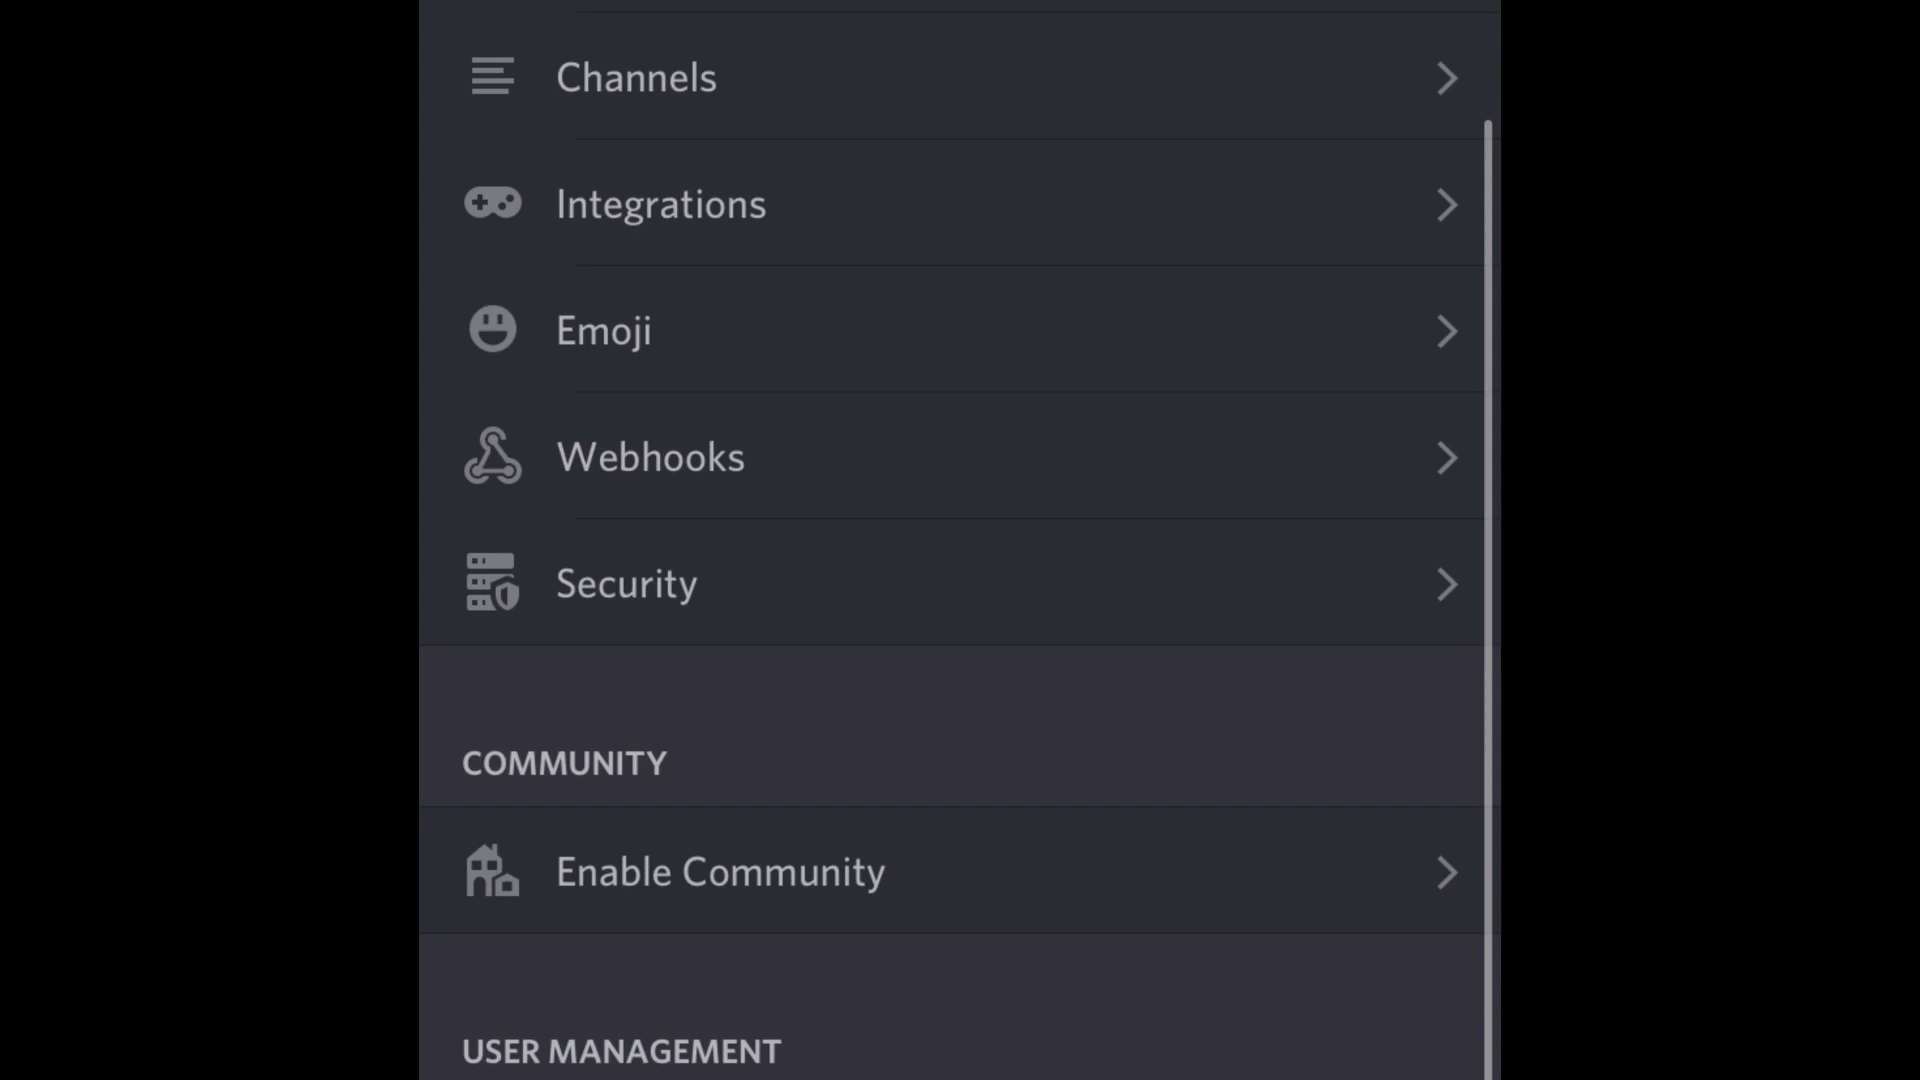 Channels
Integrations
Emoji
Webhooks
Security
COMMUNITY
Enable Community
USER MANAGEMENT